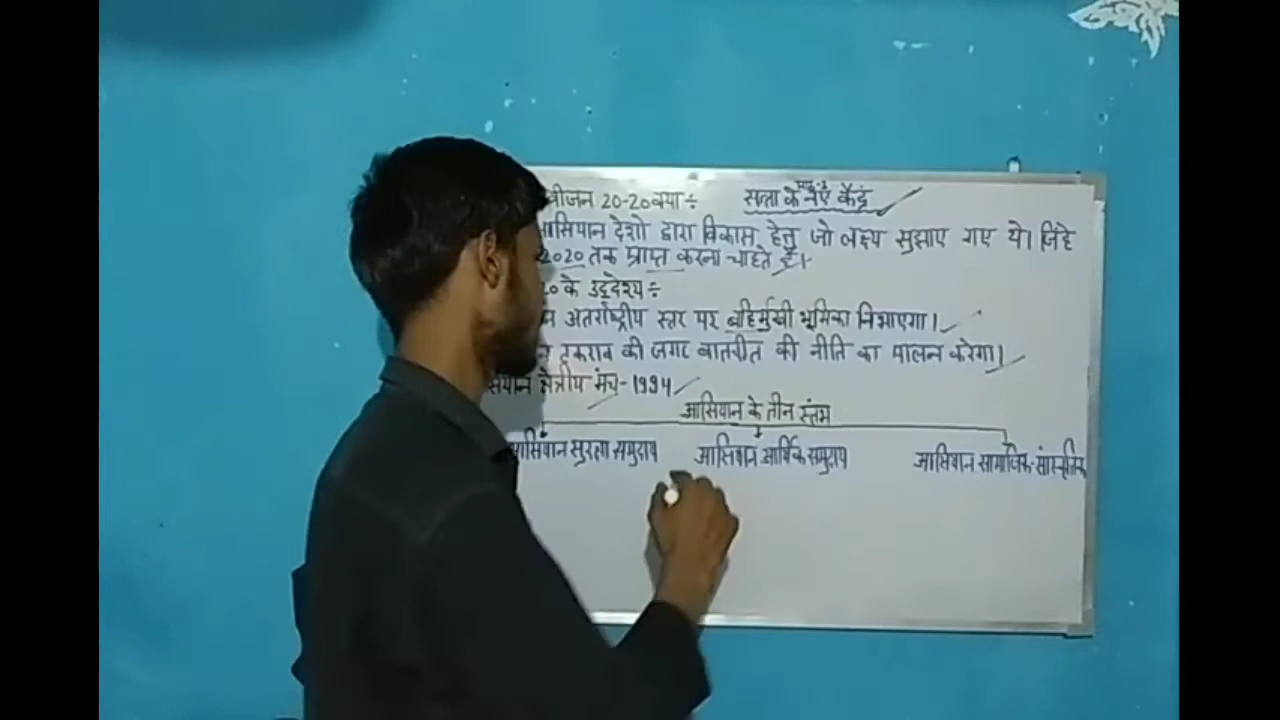 वीजन 20-20 क्या ÷ सत्ता के नए केंद्र
आसियान देशो द्वारा विकास हेतु जो लक्ष्य सुझाए गए थे। जिहे
2020 तक प्राप्त करना चाहते है।
20 के उद्देश्य ÷
अंतर्राष्ट्रीय स्तर पर बहिर्मुखी भूमिका निभाएगा।
टकराव की जगह बातचीत की नीति का पालन करेगा।
सियान क्षेत्रीय मंच - 1994
आसियान के तीन स्तंभ
आसियान सुरक्षा समुदाय आसियान आर्थिक समुदाय आसियान सामाजिक सांस्कृतिक